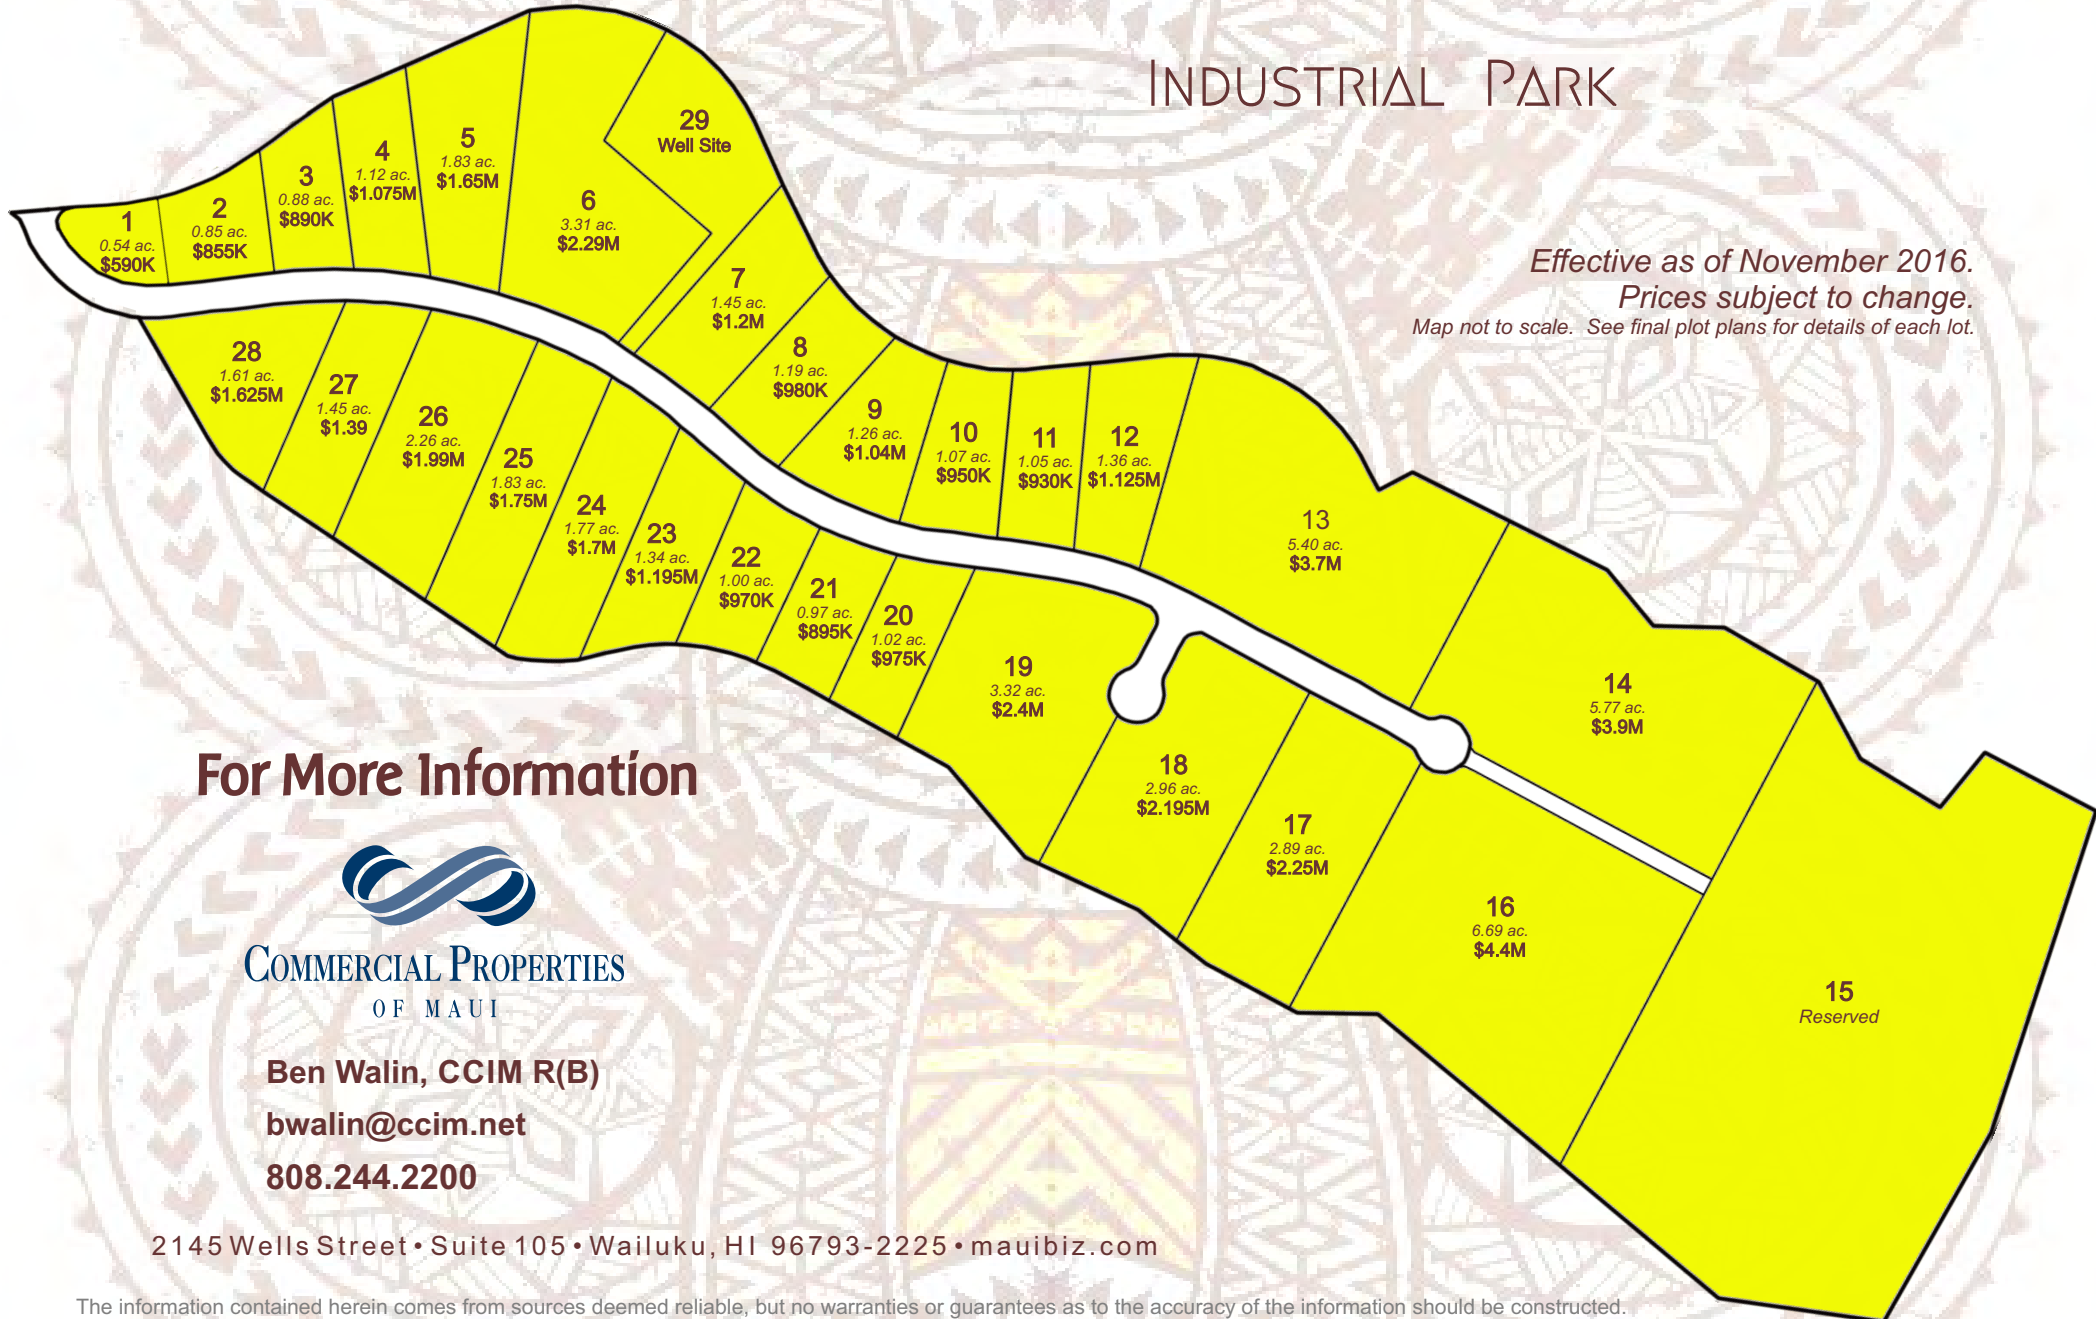 INDUSTRIAL PARK
Effective as of November 2016.
Prices subject to change.
Map not to scale. See final plot plans for details of each lot.
1
0.54 ac.
$590K
2
0.85 ac.
$855K
3
0.88 ac.
$890K
4
1.12 ac.
$1.075M
5
1.83 ac.
$1.65M
6
3.31 ac.
$2.29M
29
Well Site
7
1.45 ac.
$1.2M
8
1.19 ac.
$980K
9
1.26 ac.
$1.04M
10
1.07 ac.
$950K
11
1.05 ac.
$930K
12
1.36 ac.
$1.125M
13
5.40 ac.
$3.7M
14
5.77 ac.
$3.9M
15
Reserved
16
6.69 ac.
$4.4M
17
2.89 ac.
$2.25M
18
2.96 ac.
$2.195M
19
3.32 ac.
$2.4M
20
1.02 ac.
$975K
21
0.97 ac.
$895K
22
1.00 ac.
$970K
23
1.34 ac.
$1.195M
24
1.77 ac.
$1.7M
25
1.83 ac.
$1.75M
26
2.26 ac.
$1.99M
27
1.45 ac.
$1.39
28
1.61 ac.
$1.625M
For More Information
COMMERCIAL PROPERTIES
OF MAUI
Ben Walin, CCIM R(B)
bwalin@ccim.net
808.244.2200
2145 Wells Street • Suite 105 • Wailuku, HI 96793-2225 • mauibiz.com
The information contained herein comes from sources deemed reliable, but no warranties or guarantees as to the accuracy of the information should be constructed.